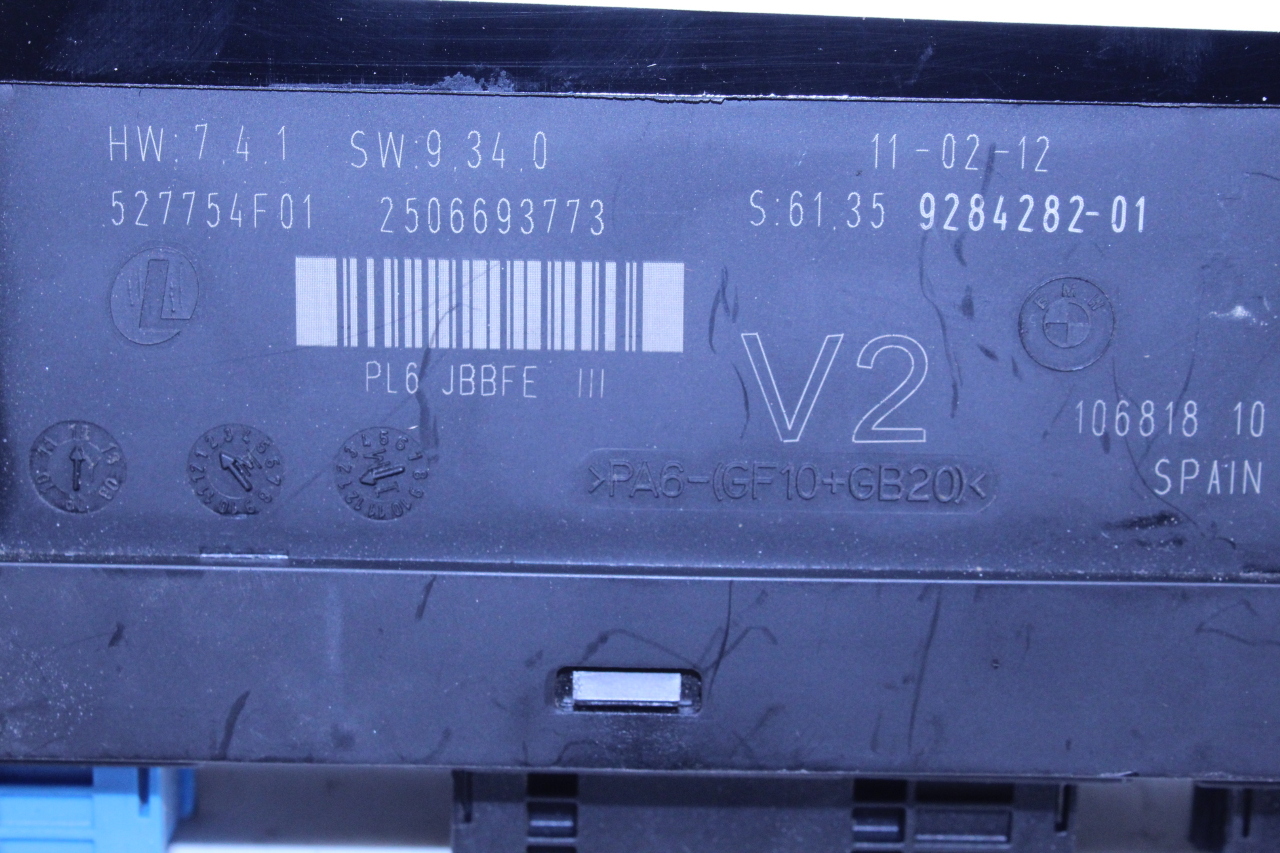 HW:7.4.1 SW:9.34.0 11-02-12
527754F01 2506693773 S:61.35 9284282-01
BMW
PL6 JBBFE III
V2
106818 10
>PA6-(GF10+GB20)<
SPAIN